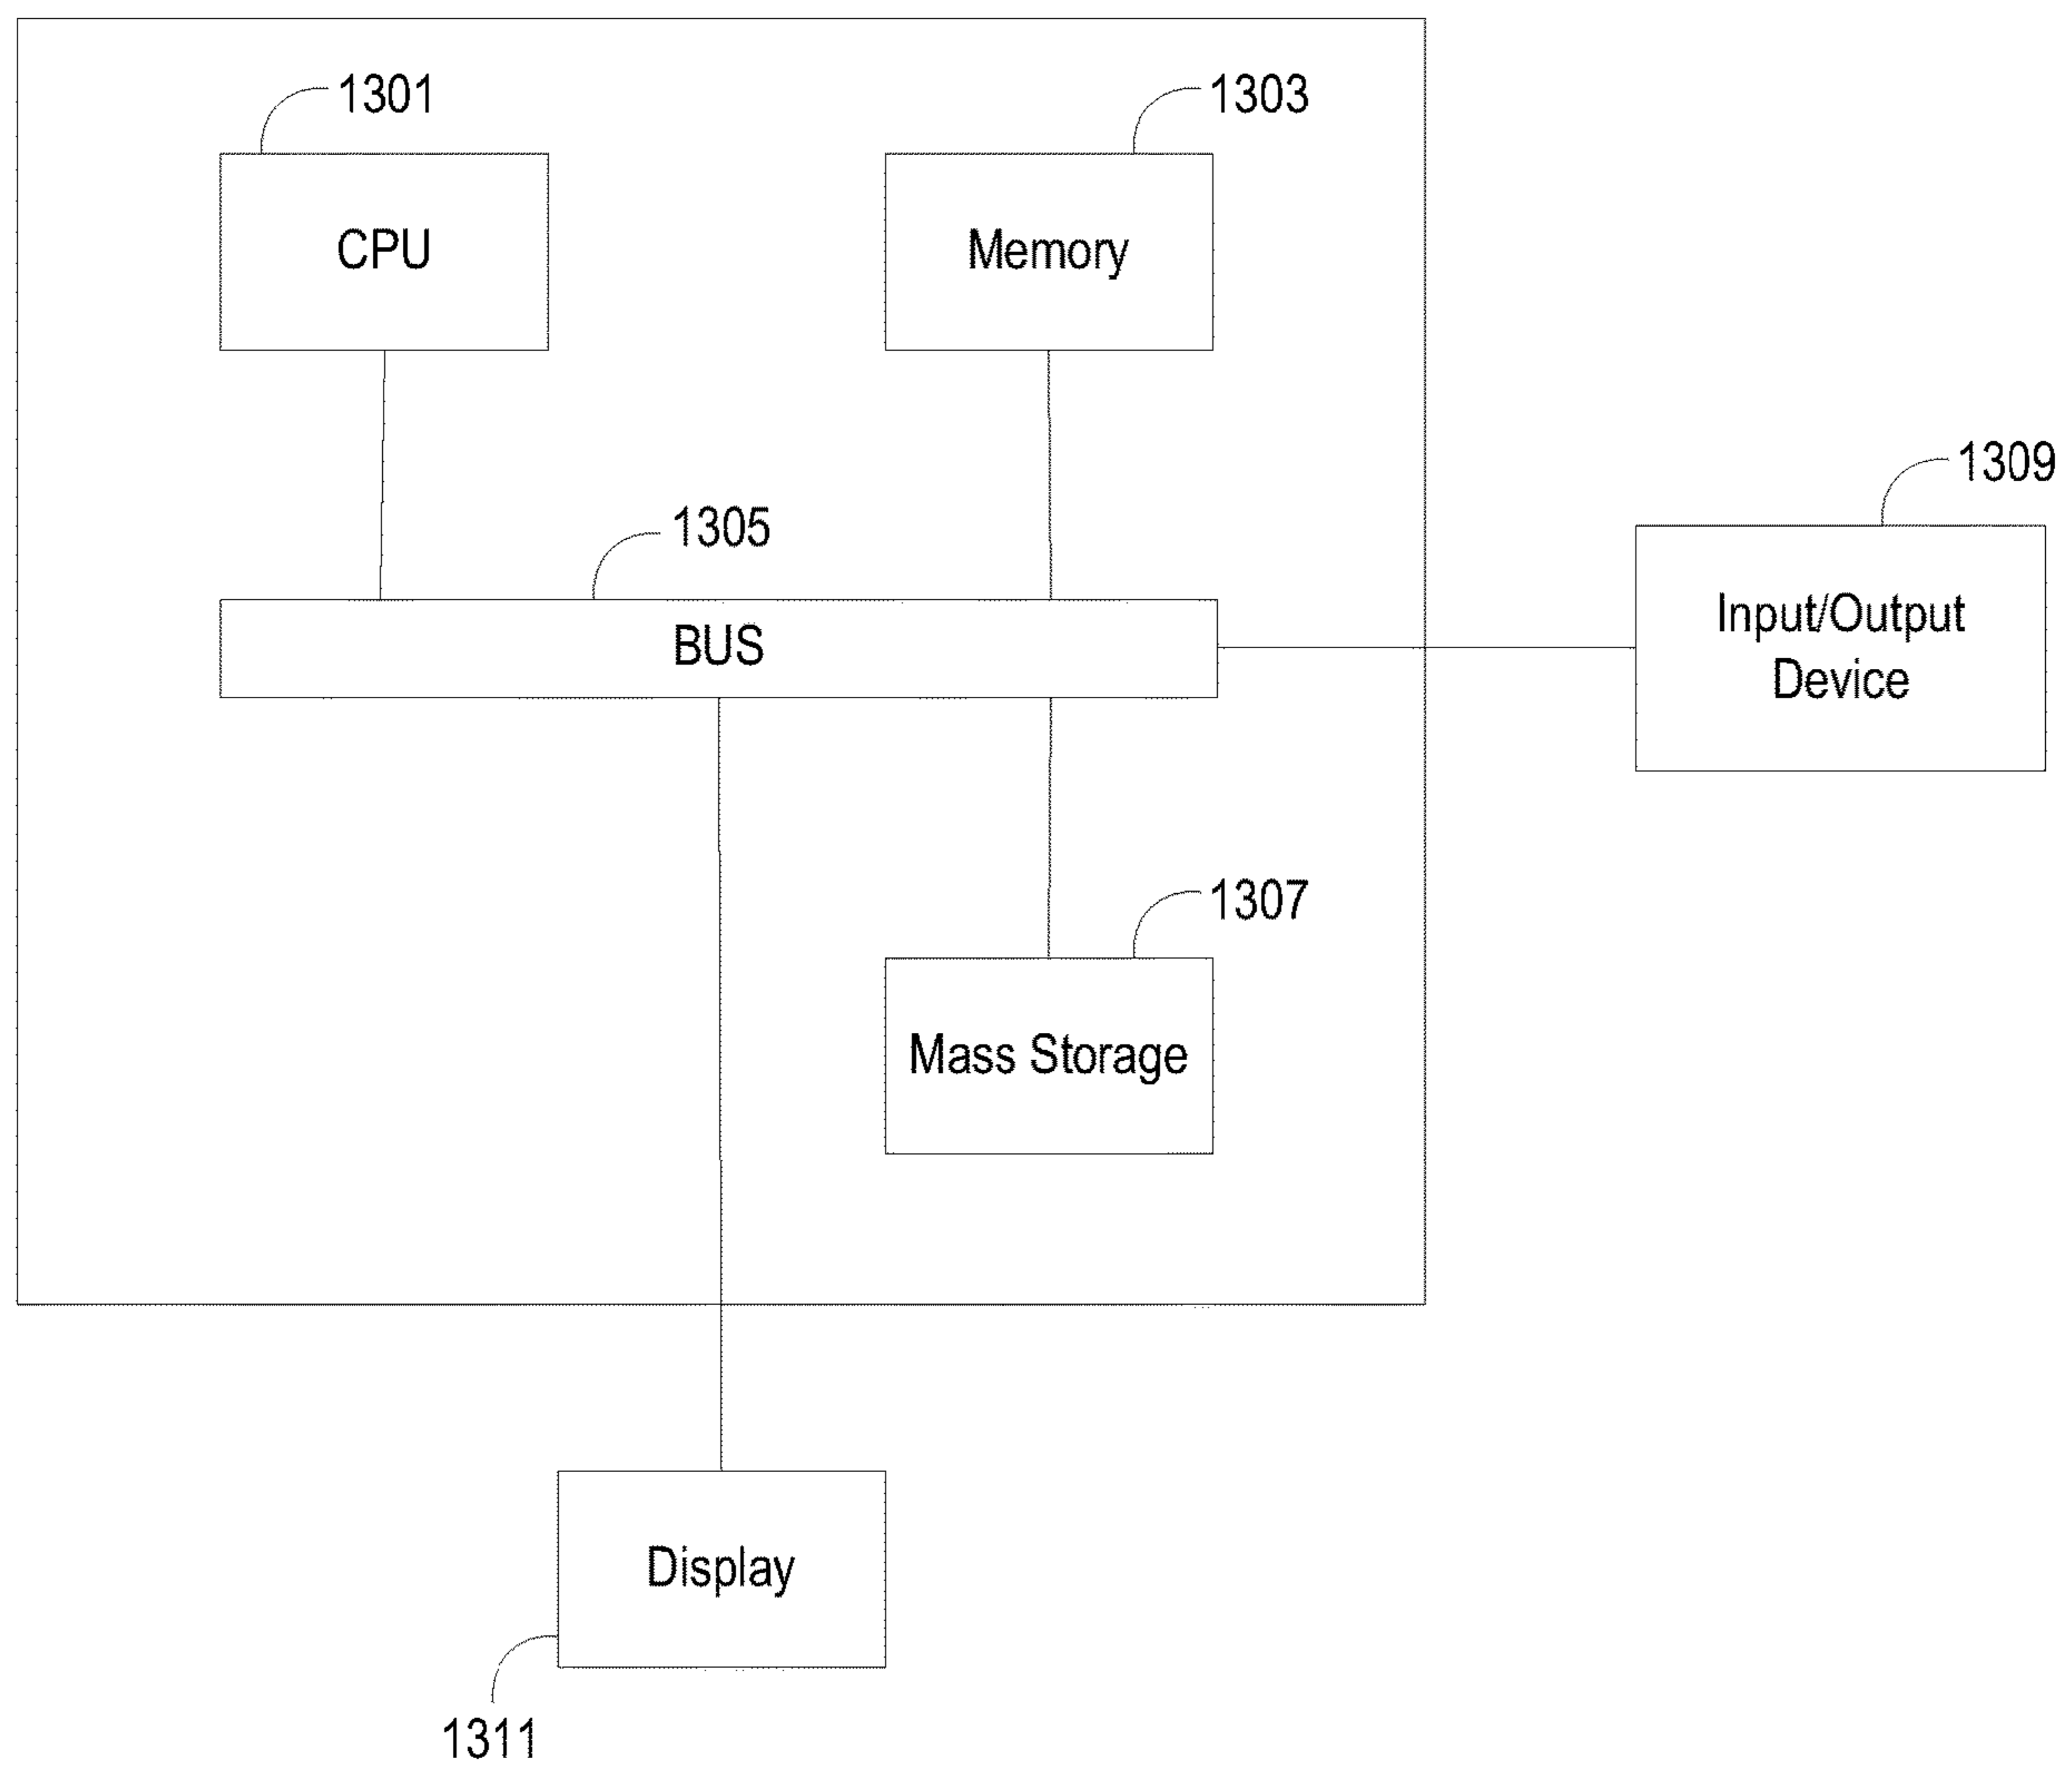 1301
1303
CPU
Memory
1309
1305
Input/Output
Device
BUS
1307
Mass Storage
Display
1311